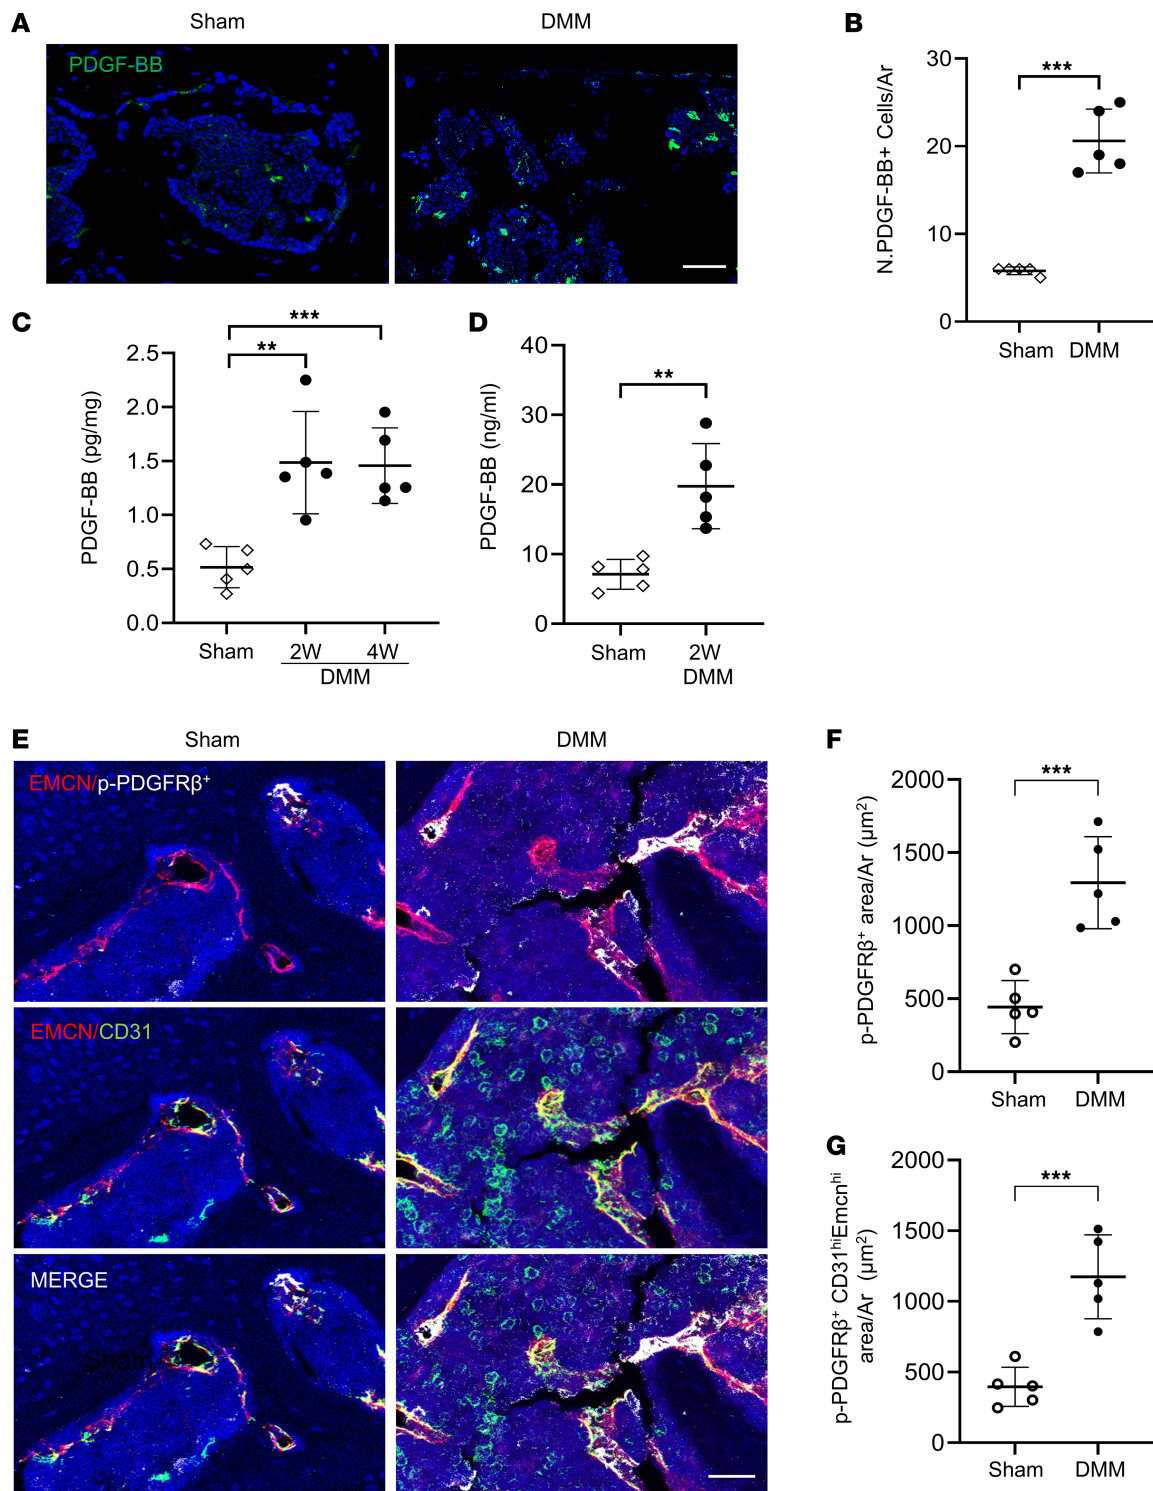 A
Sham
DMM
PDGF-BB
B
N.PDGF-BB+ Cells/Ar
30
20
10
0
***
Sham
DMM
C
PDGF-BB (pg/mg)
2.5
2.0
1.5
1.0
0.5
0.0
***
**
Sham
2W
4W
DMM
D
PDGF-BB (ng/ml)
40
30
20
10
0
**
Sham
2W
DMM
E
Sham
DMM
EMCN/p-PDGFRβ⁺
EMCN/CD31
MERGE
Sham
F
p-PDGFRβ⁺ area/Ar (μm²)
2000
1500
1000
500
0
***
Sham
DMM
G
p-PDGFRβ⁺ CD31ʰⁱEmcnʰⁱ
area/Ar (μm²)
2000
1500
1000
500
0
***
Sham
DMM